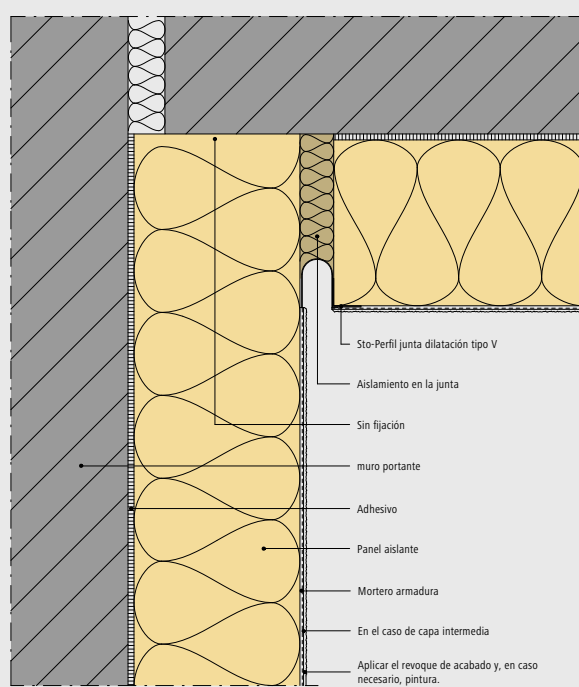 Sto-Perfil junta dilatación tipo V
Aislamiento en la junta
Sin fijación
muro portante
Adhesivo
Panel aislante
Mortero armadura
En el caso de capa intermedia
Aplicar el revoque de acabado y, en caso
necesario, pintura.